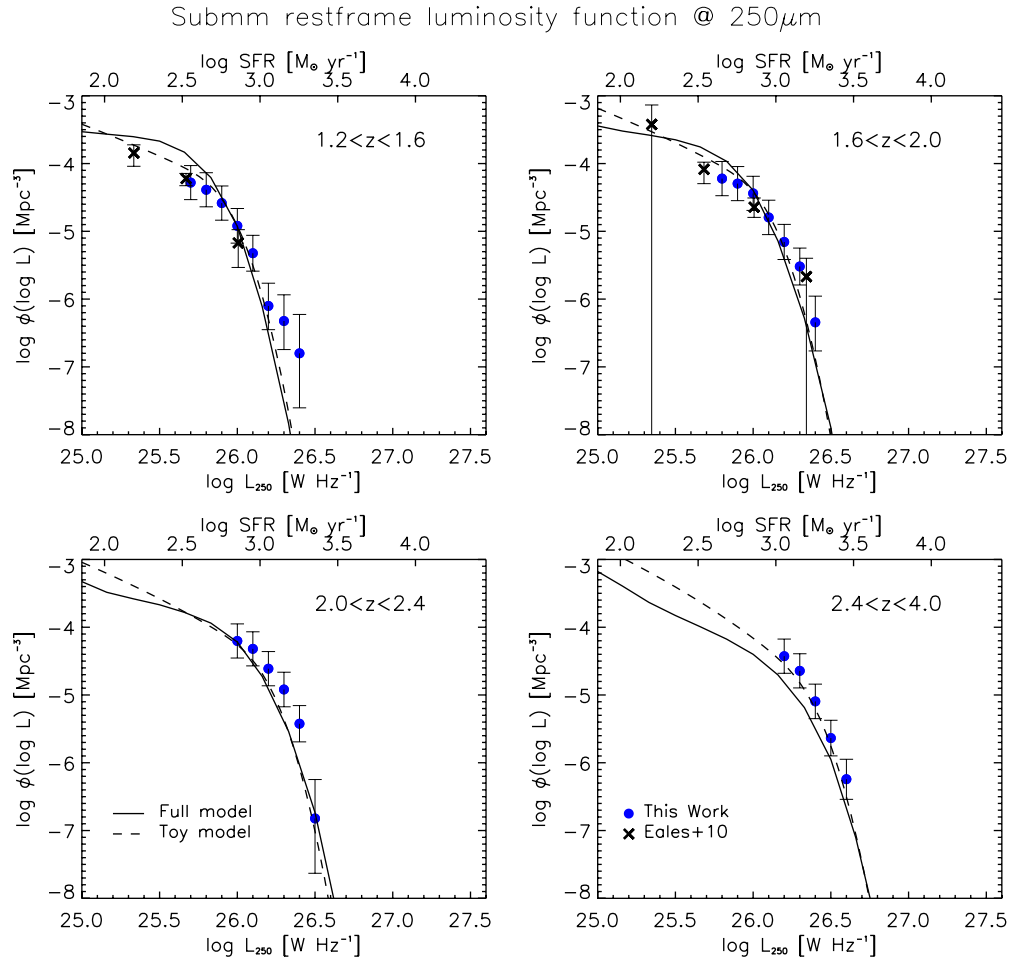 Submm restframe luminosity function @ 250μm
log SFR [M⊙ yr⁻¹]
2.0 2.5 3.0 3.5 4.0
−3
−4
−5
−6
−7
−8
log φ(log L) [Mpc⁻³]
1.2<z<1.6
25.0 25.5 26.0 26.5 27.0 27.5
log L₂₅₀ [W Hz⁻¹]
log SFR [M⊙ yr⁻¹]
2.0 2.5 3.0 3.5 4.0
−3
−4
−5
−6
−7
−8
log φ(log L) [Mpc⁻³]
1.6<z<2.0
25.0 25.5 26.0 26.5 27.0 27.5
log L₂₅₀ [W Hz⁻¹]
log SFR [M⊙ yr⁻¹]
2.0 2.5 3.0 3.5 4.0
−3
−4
−5
−6
−7
−8
log φ(log L) [Mpc⁻³]
2.0<z<2.4
Full model
Toy model
25.0 25.5 26.0 26.5 27.0 27.5
log L₂₅₀ [W Hz⁻¹]
log SFR [M⊙ yr⁻¹]
2.0 2.5 3.0 3.5 4.0
−3
−4
−5
−6
−7
−8
log φ(log L) [Mpc⁻³]
2.4<z<4.0
This Work
Eales+10
25.0 25.5 26.0 26.5 27.0 27.5
log L₂₅₀ [W Hz⁻¹]